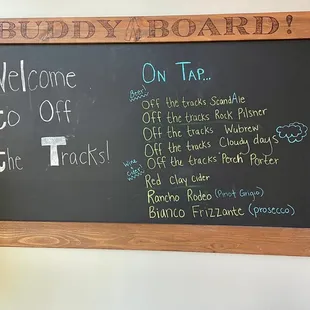 BUDDY BOARD!
Welcome
to Off
the Tracks!
On Tap...
Beer!
Off the tracks ScandAle
Off the tracks Rock Pilsner
Off the tracks Wubrew
Off the tracks Cloudy days
Off the tracks Porch Porter
Wine &
Cider!
Red clay cider
Rancho Rodeo (Pinot Grigio)
Bianco Frizzante (prosecco)